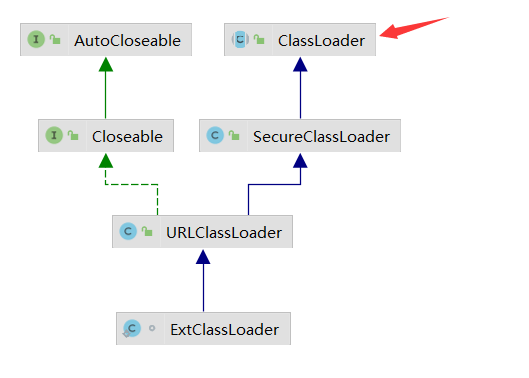 I AutoCloseable
C ClassLoader
I Closeable
C SecureClassLoader
C URLClassLoader
C ExtClassLoader